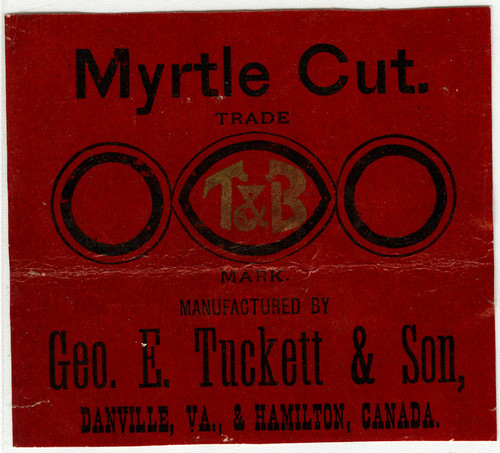 Myrtle Cut.
TRADE
T&B
MARK.
MANUFACTURED BY
Geo. E. Tuckett & Son,
DANVILLE, VA., & HAMILTON, CANADA.